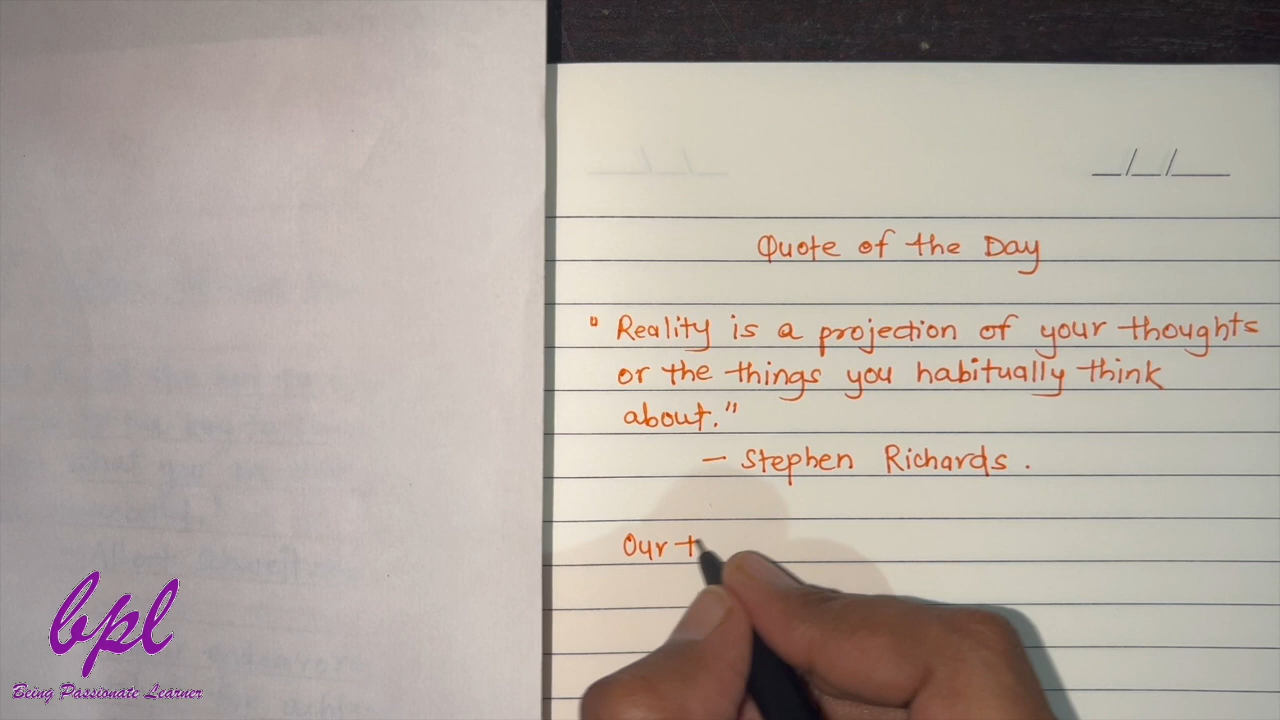 Quote of the Day
" Reality is a projection of your thoughts
or the things you habitually think
about."
— Stephen Richards.
Our t
bpl
Being Passionate Learner